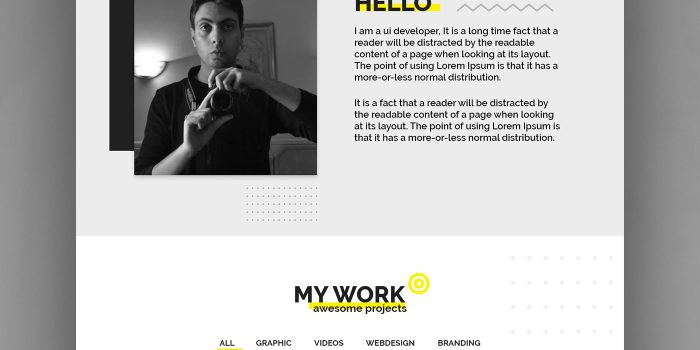 HELLO
I am a ui developer, It is a long time fact that a
reader will be distracted by the readable
content of a page when looking at its layout.
The point of using Lorem Ipsum is that it has a
more-or-less normal distribution.
It is a fact that a reader will be distracted by
the readable content of a page when looking
at its layout. The point of using Lorem Ipsum is
that it has a more-or-less normal distribution.
MY WORK
awesome projects
ALL GRAPHIC VIDEOS WEBDESIGN BRANDING